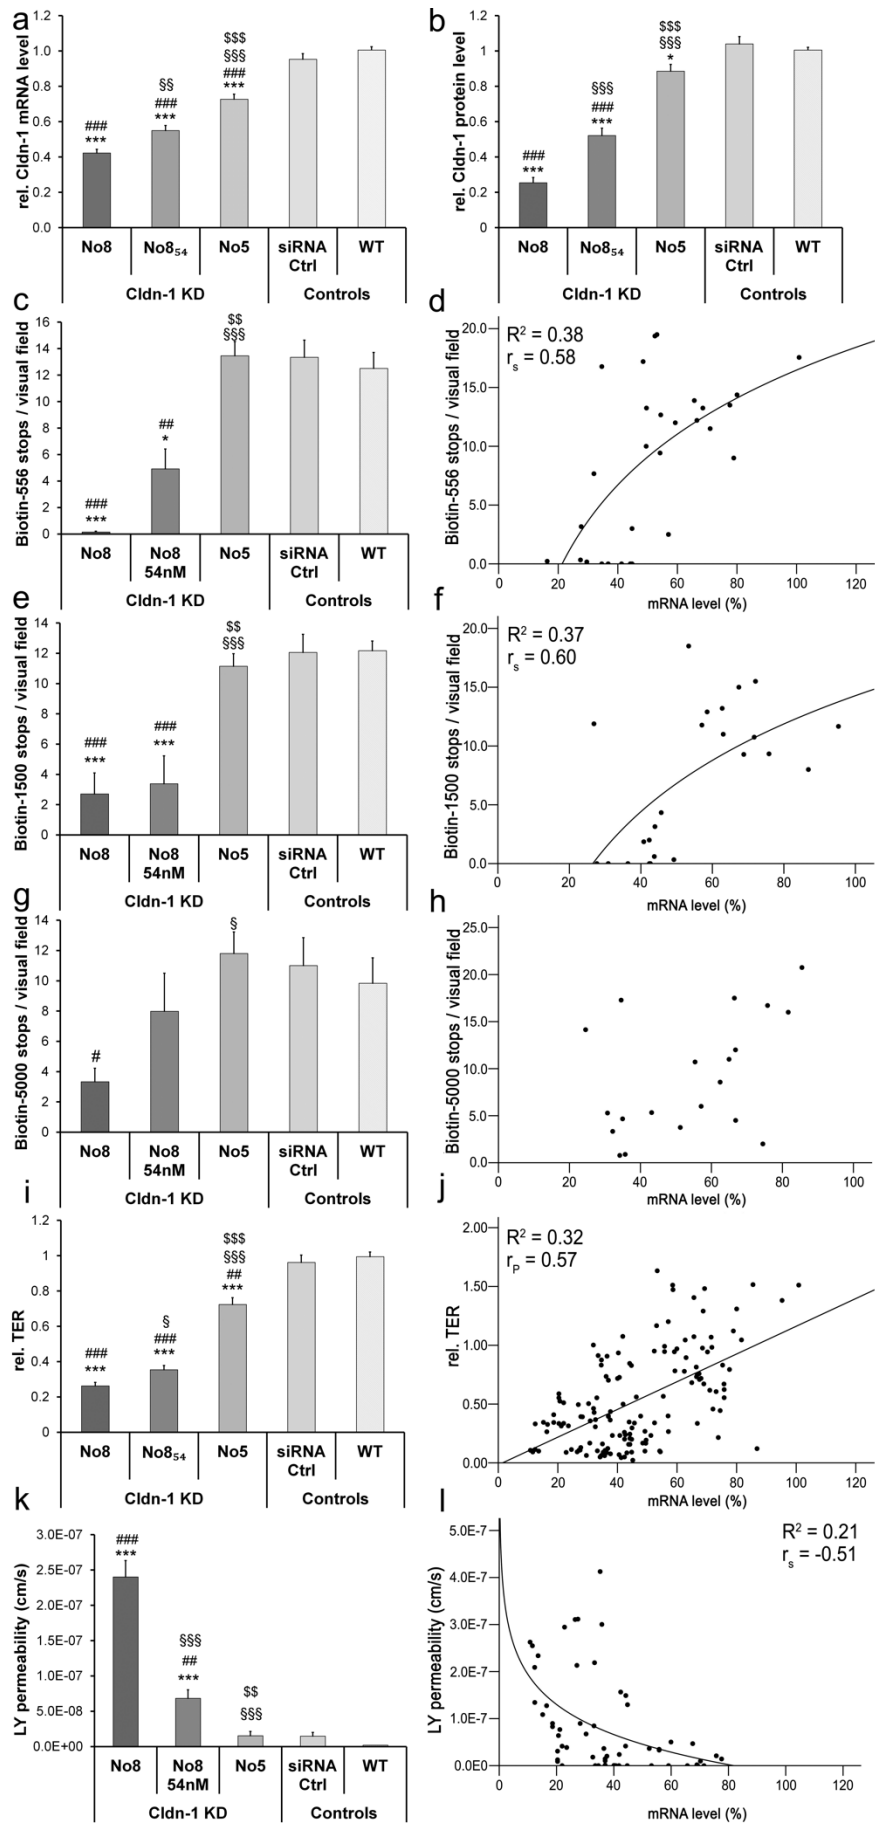 a
rel. Cldn-1 mRNA level
1.2
1.0
0.8
0.6
0.4
0.2
0.0
###
***
§§
###
***
$$$
§§§
###
***
No8
No8₅₄
No5
siRNA
Ctrl
WT
Cldn-1 KD
Controls
b
rel. Cldn-1 protein level
1.2
1
0.8
0.6
0.4
0.2
0
###
***
§§§
###
***
$$$
§§§
*
No8
No8₅₄
No5
siRNA
Ctrl
WT
Cldn-1 KD
Controls
c
Biotin-556 stops / visual field
16
14
12
10
8
6
4
2
0
###
***
##
*
$$
§§§
No8
No8
54nM
No5
siRNA
Ctrl
WT
Cldn-1 KD
Controls
d
Biotin-556 stops / visual field
20.0
15.0
10.0
5.0
0.0
R² = 0.38
rₛ = 0.58
0 20 40 60 80 100 120
mRNA level (%)
e
Biotin-1500 stops / visual field
14
12
10
8
6
4
2
0
###
***
###
***
$$
§§§
No8
No8
54nM
No5
siRNA
Ctrl
WT
Cldn-1 KD
Controls
f
Biotin-1500 stops / visual field
20.0
15.0
10.0
5.0
0.0
R² = 0.37
rₛ = 0.60
0 20 40 60 80 100
mRNA level (%)
g
Biotin-5000 stops / visual field
14
12
10
8
6
4
2
0
#
§
No8
No8
54nM
No5
siRNA
Ctrl
WT
Cldn-1 KD
Controls
h
Biotin-5000 stops / visual field
25.0
20.0
15.0
10.0
5.0
0.0
0 20 40 60 80 100
mRNA level (%)
i
rel. TER
1.2
1
0.8
0.6
0.4
0.2
0
###
***
§
###
***
$$$
§§§
##
***
No8
No8₅₄
No5
siRNA
Ctrl
WT
Cldn-1 KD
Controls
j
rel. TER
2.00
1.50
1.00
0.50
0.00
R² = 0.32
r_P = 0.57
0 20 40 60 80 100 120
mRNA level (%)
k
LY permeability (cm/s)
3.0E-07
2.5E-07
2.0E-07
1.5E-07
1.0E-07
5.0E-08
0.0E+00
###
***
§§§
##
***
$$
§§§
No8
No8
54nM
No5
siRNA
Ctrl
WT
Cldn-1 KD
Controls
l
LY permeability (cm/s)
5.0E-7
4.0E-7
3.0E-7
2.0E-7
1.0E-7
0.0E0
R² = 0.21
rₛ = -0.51
0 20 40 60 80 100 120
mRNA level (%)